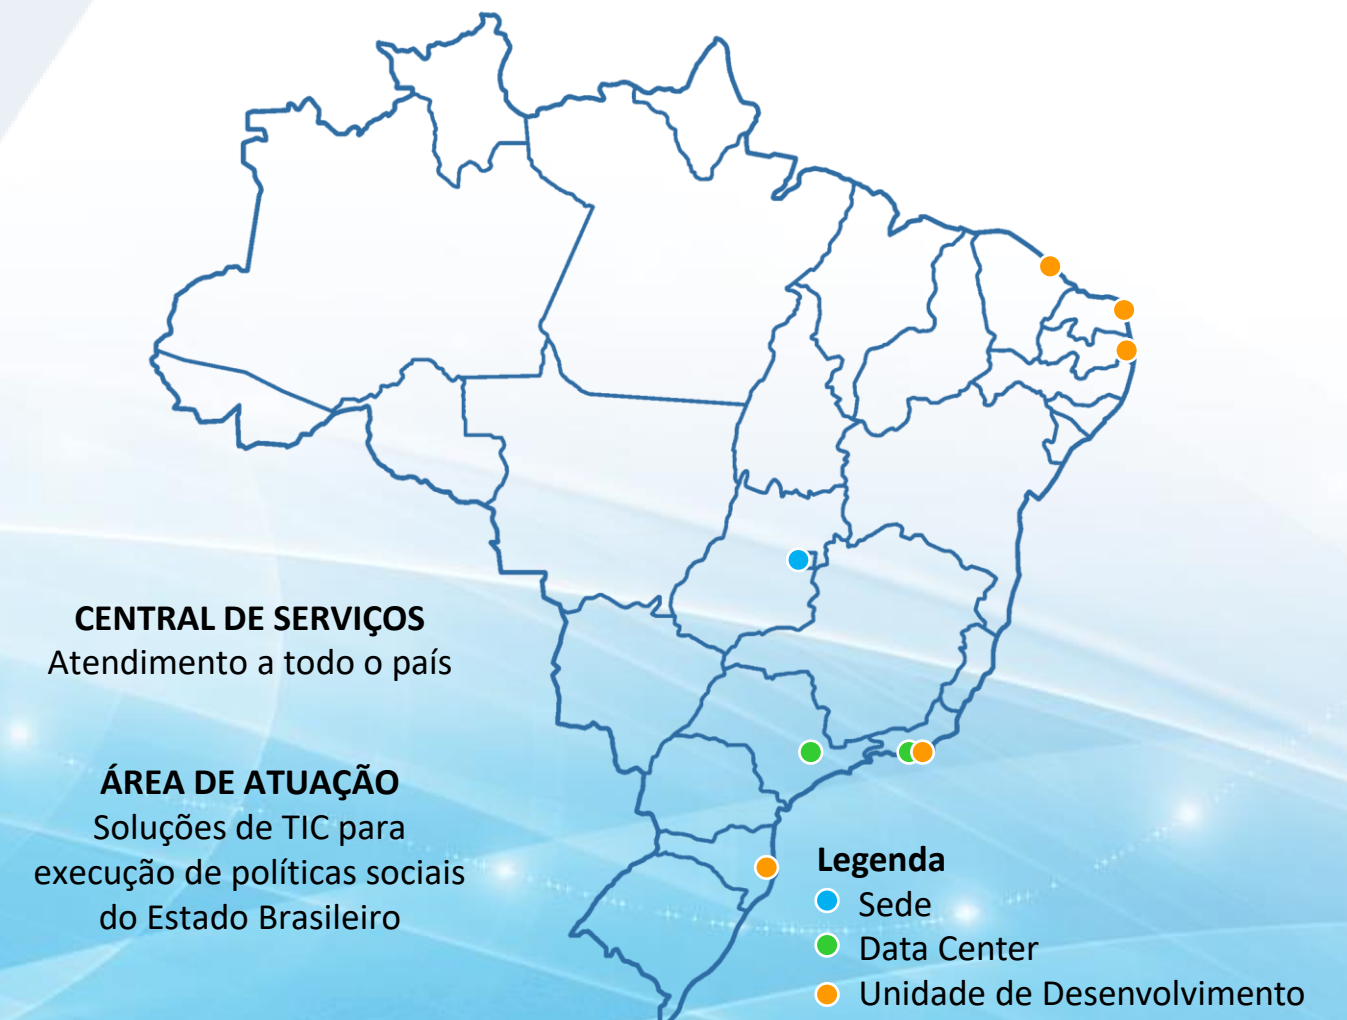 CENTRAL DE SERVIÇOS
Atendimento a todo o país
ÁREA DE ATUAÇÃO
Soluções de TIC para
execução de políticas sociais
do Estado Brasileiro
Legenda
Sede
Data Center
Unidade de Desenvolvimento